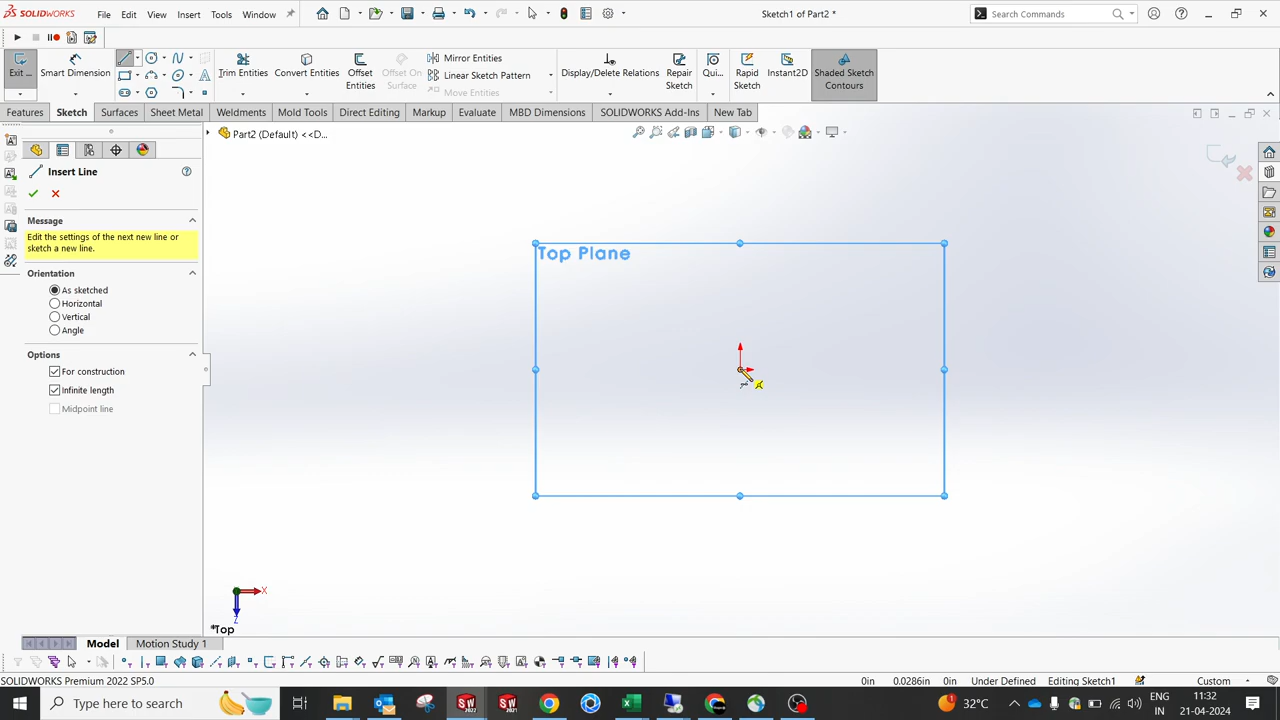 SOLIDWORKS File Edit View Insert Tools Window Sketch1 of Part2 * Search Commands
Exit ... Smart Dimension Trim Entities Convert Entities Offset Entities Offset On Surface Mirror Entities Linear Sketch Pattern Move Entities Display/Delete Relations Repair Sketch Qui... Rapid Sketch Instant2D Shaded Sketch Contours
Features Sketch Surfaces Sheet Metal Weldments Mold Tools Direct Editing Markup Evaluate MBD Dimensions SOLIDWORKS Add-Ins New Tab
Part2 (Default) <<D...
Insert Line
Message
Edit the settings of the next new line or
sketch a new line.
Orientation
As sketched
Horizontal
Vertical
Angle
Options
For construction
Infinite length
Midpoint line
Top Plane
X
Z
*Top
Model Motion Study 1
SOLIDWORKS Premium 2022 SP5.0 0in 0.0286in 0in Under Defined Editing Sketch1 Custom
Type here to search SW 2022 SW 2021 32°C ENG IN 11:32 21-04-2024